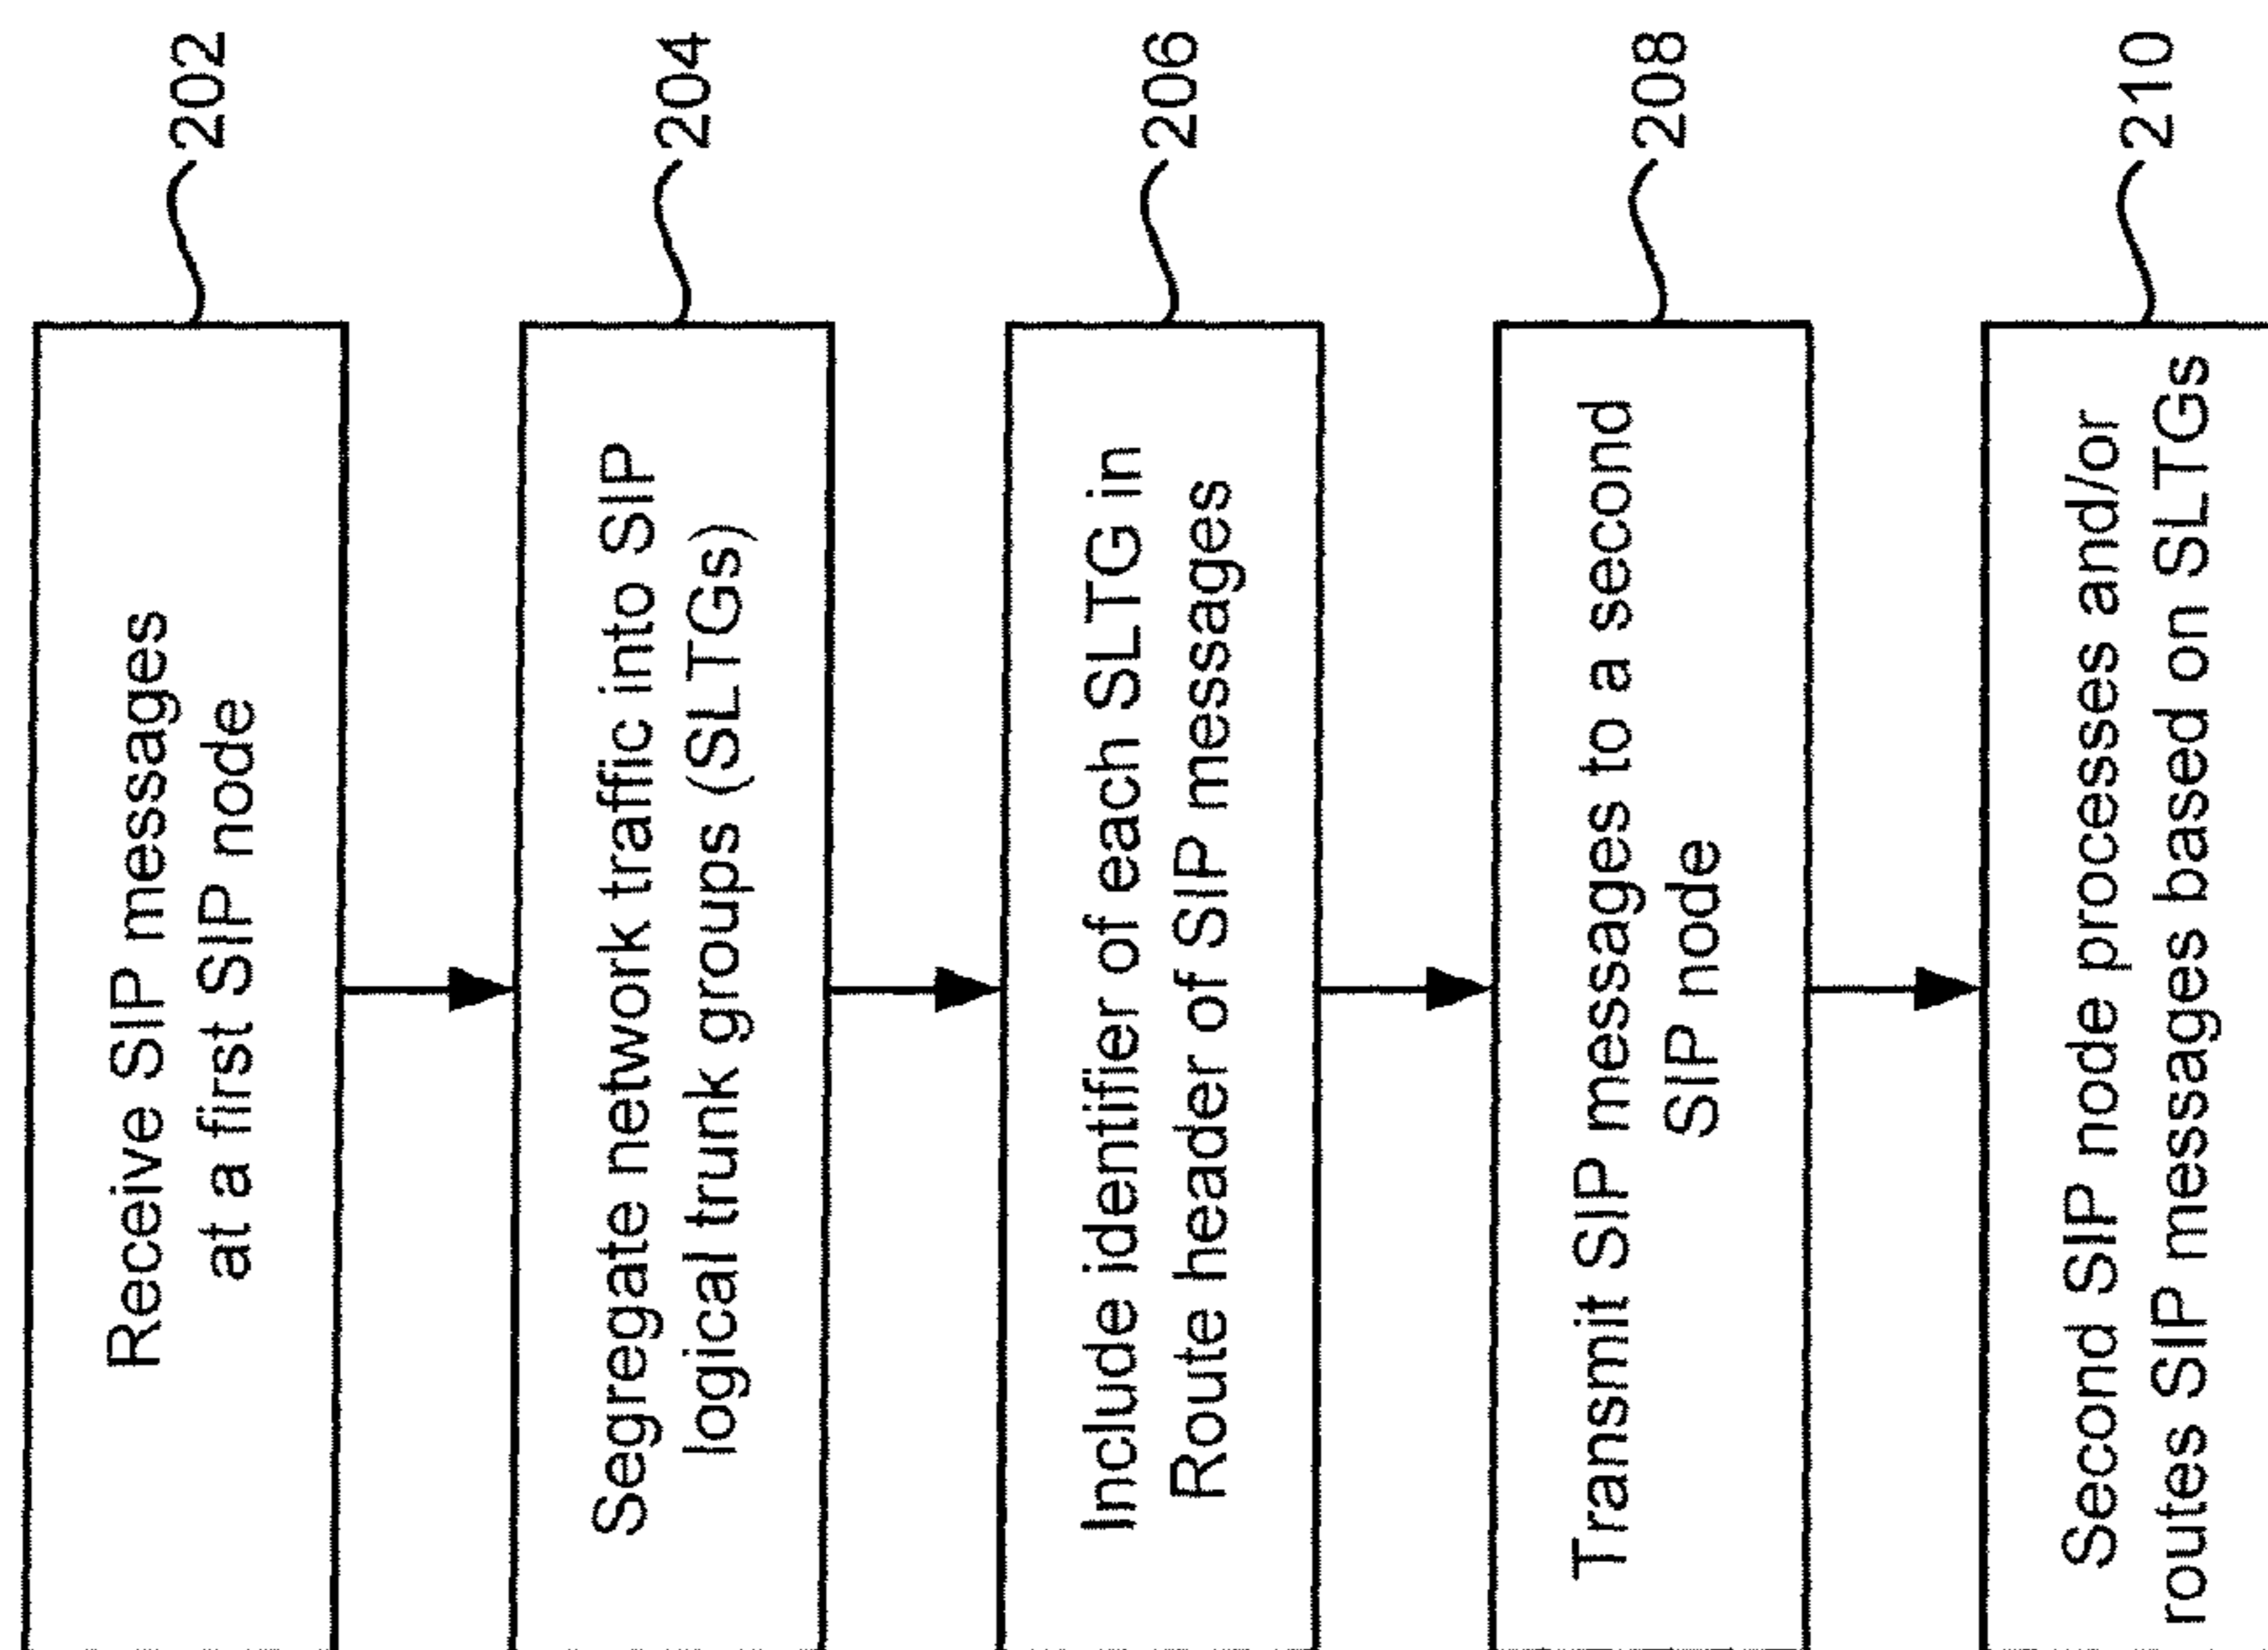 Receive SIP messages
at a first SIP node
202
Segregate network traffic into SIP
logical trunk groups (SLTGs)
204
Include identifier of each SLTG in
Route header of SIP messages
206
Transmit SIP messages to a second
SIP node
208
Second SIP node processes and/or
routes SIP messages based on SLTGs
210